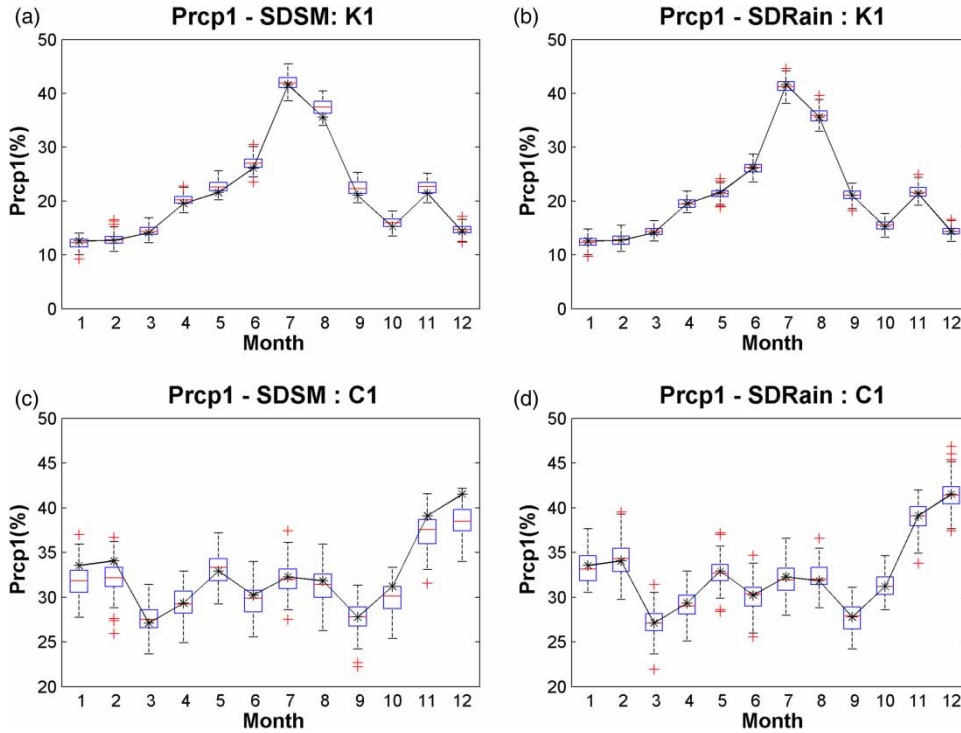 (a) Prcp1 - SDSM: K1
Prcp1(%)
50
40
30
20
10
0
1 2 3 4 5 6 7 8 9 10 11 12
Month
(b) Prcp1 - SDRain : K1
Prcp1(%)
50
40
30
20
10
0
1 2 3 4 5 6 7 8 9 10 11 12
Month
(c) Prcp1 - SDSM : C1
Prcp1(%)
50
45
40
35
30
25
20
1 2 3 4 5 6 7 8 9 10 11 12
Month
(d) Prcp1 - SDRain : C1
Prcp1(%)
50
45
40
35
30
25
20
1 2 3 4 5 6 7 8 9 10 11 12
Month